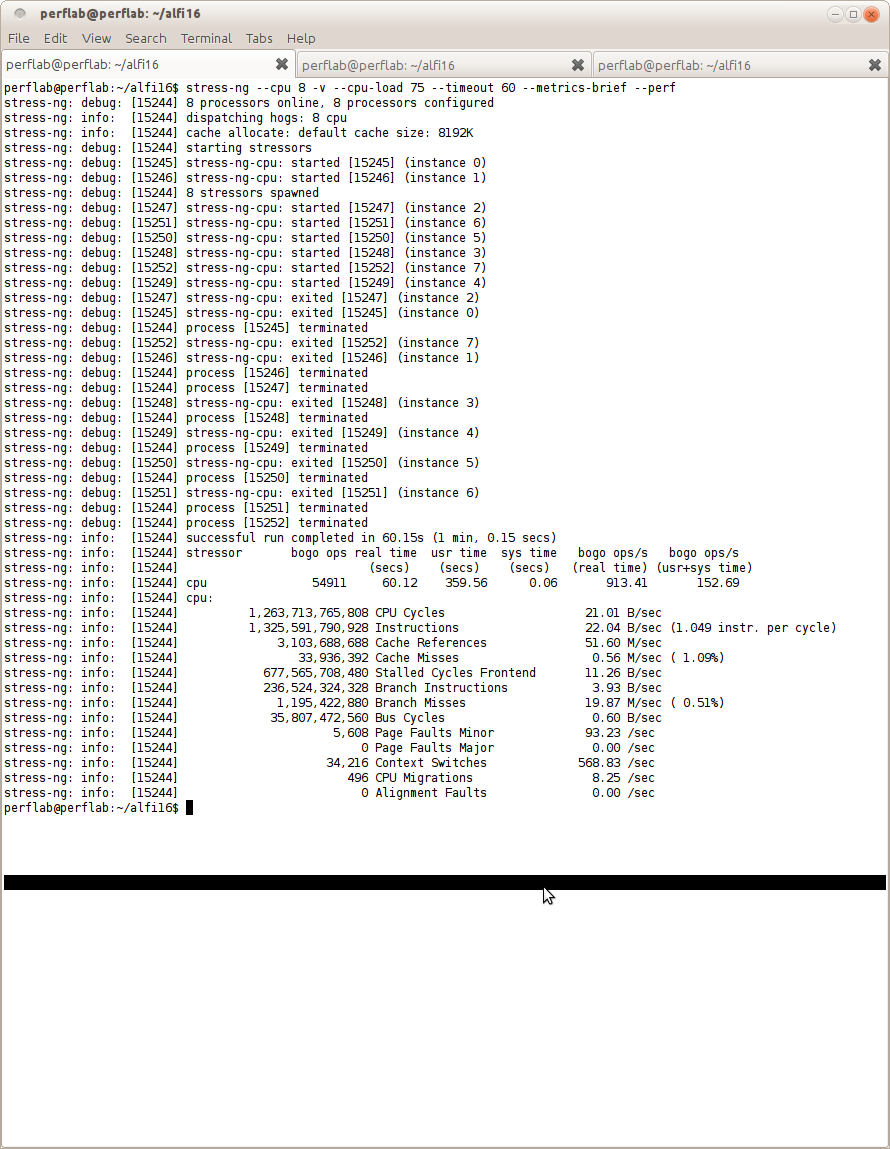 perflab@perflab: ~/alfi16
File Edit View Search Terminal Tabs Help
perflab@perflab: ~/alfi16 perflab@perflab: ~/alfi16 perflab@perflab: ~/alfi16
perflab@perflab:~/alfi16$ stress-ng --cpu 8 -v --cpu-load 75 --timeout 60 --metrics-brief --perf
stress-ng: debug: [15244] 8 processors online, 8 processors configured
stress-ng: info:  [15244] dispatching hogs: 8 cpu
stress-ng: info:  [15244] cache allocate: default cache size: 8192K
stress-ng: debug: [15244] starting stressors
stress-ng: debug: [15245] stress-ng-cpu: started [15245] (instance 0)
stress-ng: debug: [15246] stress-ng-cpu: started [15246] (instance 1)
stress-ng: debug: [15244] 8 stressors spawned
stress-ng: debug: [15247] stress-ng-cpu: started [15247] (instance 2)
stress-ng: debug: [15251] stress-ng-cpu: started [15251] (instance 6)
stress-ng: debug: [15250] stress-ng-cpu: started [15250] (instance 5)
stress-ng: debug: [15248] stress-ng-cpu: started [15248] (instance 3)
stress-ng: debug: [15252] stress-ng-cpu: started [15252] (instance 7)
stress-ng: debug: [15249] stress-ng-cpu: started [15249] (instance 4)
stress-ng: debug: [15247] stress-ng-cpu: exited [15247] (instance 2)
stress-ng: debug: [15245] stress-ng-cpu: exited [15245] (instance 0)
stress-ng: debug: [15244] process [15245] terminated
stress-ng: debug: [15252] stress-ng-cpu: exited [15252] (instance 7)
stress-ng: debug: [15246] stress-ng-cpu: exited [15246] (instance 1)
stress-ng: debug: [15244] process [15246] terminated
stress-ng: debug: [15244] process [15247] terminated
stress-ng: debug: [15248] stress-ng-cpu: exited [15248] (instance 3)
stress-ng: debug: [15244] process [15248] terminated
stress-ng: debug: [15249] stress-ng-cpu: exited [15249] (instance 4)
stress-ng: debug: [15244] process [15249] terminated
stress-ng: debug: [15250] stress-ng-cpu: exited [15250] (instance 5)
stress-ng: debug: [15244] process [15250] terminated
stress-ng: debug: [15251] stress-ng-cpu: exited [15251] (instance 6)
stress-ng: debug: [15244] process [15251] terminated
stress-ng: debug: [15244] process [15252] terminated
stress-ng: info:  [15244] successful run completed in 60.15s (1 min, 0.15 secs)
stress-ng: info:  [15244] stressor       bogo ops real time  usr time  sys time   bogo ops/s   bogo ops/s
stress-ng: info:  [15244]                           (secs)    (secs)    (secs)   (real time) (usr+sys time)
stress-ng: info:  [15244] cpu               54911     60.12    359.56      0.06       913.41       152.69
stress-ng: info:  [15244] cpu:
stress-ng: info:  [15244]          1,263,713,765,808 CPU Cycles                    21.01 B/sec
stress-ng: info:  [15244]          1,325,591,790,928 Instructions                  22.04 B/sec (1.049 instr. per cycle)
stress-ng: info:  [15244]              3,103,688,688 Cache References              51.60 M/sec
stress-ng: info:  [15244]                 33,936,392 Cache Misses                   0.56 M/sec ( 1.09%)
stress-ng: info:  [15244]            677,565,708,480 Stalled Cycles Frontend       11.26 B/sec
stress-ng: info:  [15244]            236,524,324,328 Branch Instructions            3.93 B/sec
stress-ng: info:  [15244]              1,195,422,880 Branch Misses                 19.87 M/sec ( 0.51%)
stress-ng: info:  [15244]             35,807,472,560 Bus Cycles                     0.60 B/sec
stress-ng: info:  [15244]                      5,608 Page Faults Minor             93.23 /sec
stress-ng: info:  [15244]                          0 Page Faults Major              0.00 /sec
stress-ng: info:  [15244]                     34,216 Context Switches             568.83 /sec
stress-ng: info:  [15244]                        496 CPU Migrations                 8.25 /sec
stress-ng: info:  [15244]                          0 Alignment Faults               0.00 /sec
perflab@perflab:~/alfi16$